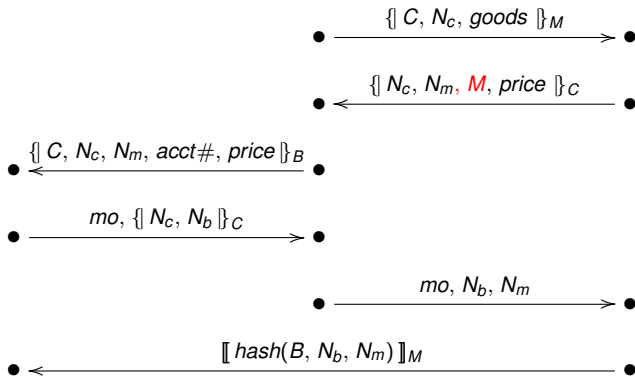 {| C, N_c, goods |}_M
{| N_c, N_m, M, price |}_C
{| C, N_c, N_m, acct#, price |}_B
mo, {| N_c, N_b |}_C
mo, N_b, N_m
[[ hash(B, N_b, N_m) ]]_M